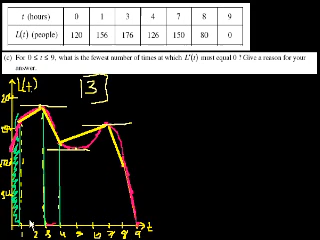 t (hours) 0 1 3 4 7 8 9
L(t) (people) 120 156 176 126 150 80 0
(c) For 0 ≤ t ≤ 9, what is the fewest number of times at which L′(t) must equal 0 ? Give a reason for your
answer.
L(t)
3
1 2 3 4 5 6 7 8 9 t